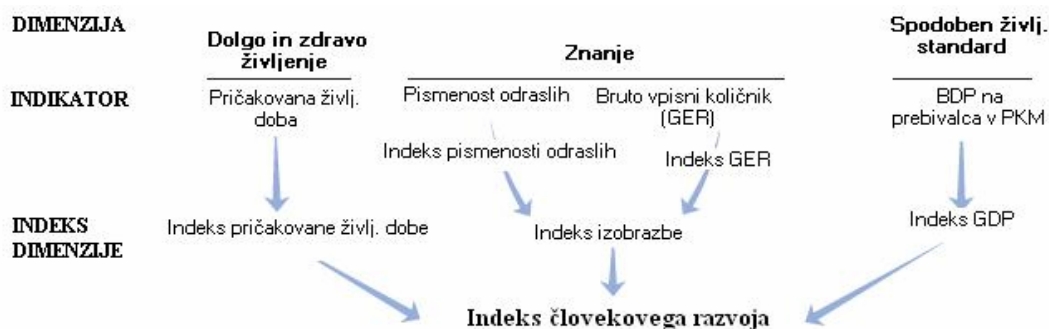 DIMENZIJA
Dolgo in zdravo
življenje
Znanje
Spodoben življ.
standard
INDIKATOR
Pričakovana življ.
doba
Pismenost odraslih
Bruto vpisni količnik
(GER)
BDP na
prebivalca v PKM
Indeks pismenosti odraslih
Indeks GER
INDEKS
DIMENZIJE
Indeks pričakovane življ. dobe
Indeks izobrazbe
Indeks GDP
Indeks človekovega razvoja